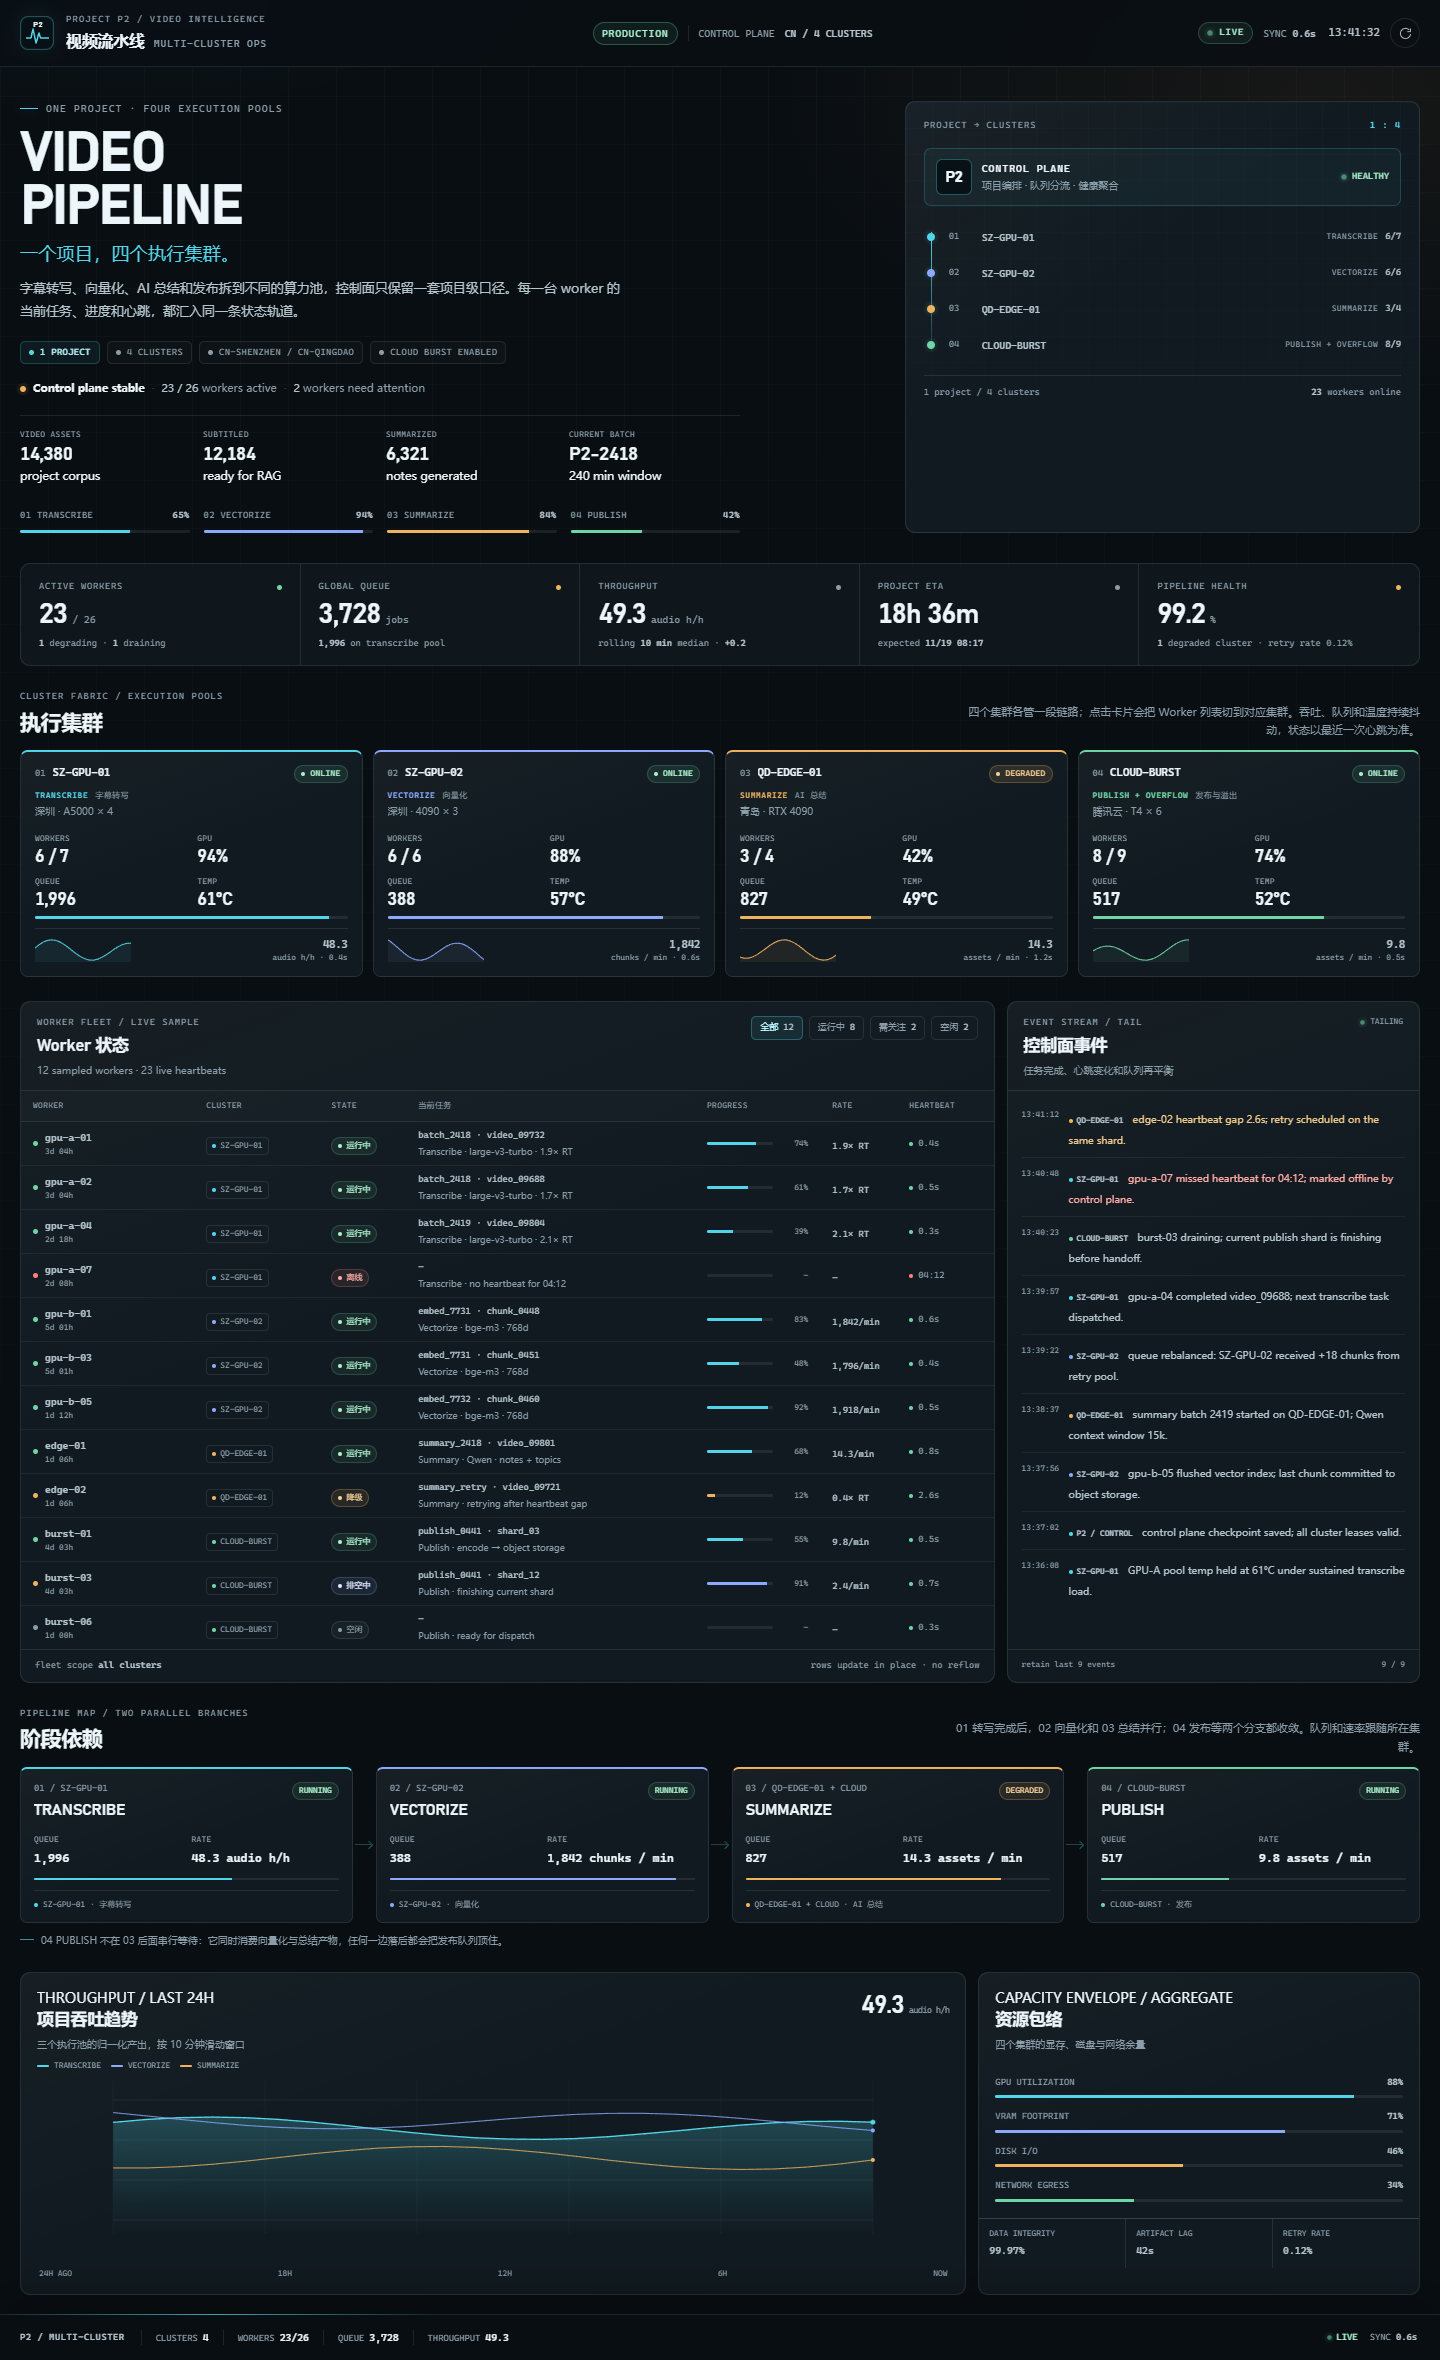 P2
PROJECT P2 / VIDEO INTELLIGENCE
视频流水线 MULTI-CLUSTER OPS
PRODUCTION
CONTROL PLANE CN / 4 CLUSTERS
LIVE
SYNC 0.6s
13:41:32
ONE PROJECT · FOUR EXECUTION POOLS
VIDEO
PIPELINE
一个项目，四个执行集群。
字幕转写、向量化、AI 总结和发布拆到不同的算力池，控制面只保留一套项目级口径。每一台 worker 的
当前任务、进度和心跳，都汇入同一条状态轨道。
1 PROJECT
4 CLUSTERS
CN-SHENZHEN / CN-QINGDAO
CLOUD BURST ENABLED
Control plane stable · 23 / 26 workers active · 2 workers need attention
VIDEO ASSETS
14,380
project corpus
SUBTITLED
12,184
ready for RAG
SUMMARIZED
6,321
notes generated
CURRENT BATCH
P2-2418
240 min window
01 TRANSCRIBE 65%
02 VECTORIZE 94%
03 SUMMARIZE 84%
04 PUBLISH 42%
PROJECT → CLUSTERS
1 : 4
P2
CONTROL PLANE
项目编排 · 队列分流 · 健康聚合
HEALTHY
01 SZ-GPU-01 TRANSCRIBE 6/7
02 SZ-GPU-02 VECTORIZE 6/6
03 QD-EDGE-01 SUMMARIZE 3/4
04 CLOUD-BURST PUBLISH + OVERFLOW 8/9
1 project / 4 clusters
23 workers online
ACTIVE WORKERS
23 / 26
1 degrading · 1 draining
GLOBAL QUEUE
3,728 jobs
1,996 on transcribe pool
THROUGHPUT
49.3 audio h/h
rolling 10 min median · +0.2
PROJECT ETA
18h 36m
expected 11/19 08:17
PIPELINE HEALTH
99.2 %
1 degraded cluster · retry rate 0.12%
CLUSTER FABRIC / EXECUTION POOLS
执行集群
四个集群各管一段链路；点击卡片会把 Worker 列表切到对应集群。吞吐、队列和温度持续抖
动，状态以最近一次心跳为准。
01 SZ-GPU-01 ONLINE
TRANSCRIBE 字幕转写
深圳 · A5000 × 4
WORKERS GPU
6 / 7 94%
QUEUE TEMP
1,996 61°C
48.3
audio h/h · 0.4s
02 SZ-GPU-02 ONLINE
VECTORIZE 向量化
深圳 · 4090 × 3
WORKERS GPU
6 / 6 88%
QUEUE TEMP
388 57°C
1,842
chunks / min · 0.6s
03 QD-EDGE-01 DEGRADED
SUMMARIZE AI 总结
青岛 · RTX 4090
WORKERS GPU
3 / 4 42%
QUEUE TEMP
827 49°C
14.3
assets / min · 1.2s
04 CLOUD-BURST ONLINE
PUBLISH + OVERFLOW 发布与溢出
腾讯云 · T4 × 6
WORKERS GPU
8 / 9 74%
QUEUE TEMP
517 52°C
9.8
assets / min · 0.5s
WORKER FLEET / LIVE SAMPLE
Worker 状态
12 sampled workers · 23 live heartbeats
全部 12
运行中 8
需关注 2
空闲 2
WORKER CLUSTER STATE 当前任务 PROGRESS RATE HEARTBEAT
gpu-a-01 SZ-GPU-01 运行中 batch_2418 · video_09732 74% 1.9× RT 0.4s
3d 04h Transcribe · large-v3-turbo · 1.9× RT
gpu-a-02 SZ-GPU-01 运行中 batch_2418 · video_09688 61% 1.7× RT 0.5s
3d 04h Transcribe · large-v3-turbo · 1.7× RT
gpu-a-04 SZ-GPU-01 运行中 batch_2419 · video_09804 39% 2.1× RT 0.3s
2d 18h Transcribe · large-v3-turbo · 2.1× RT
gpu-a-07 SZ-GPU-01 离线 — – — 04:12
2d 08h Transcribe · no heartbeat for 04:12
gpu-b-01 SZ-GPU-02 运行中 embed_7731 · chunk_0448 83% 1,842/min 0.6s
5d 01h Vectorize · bge-m3 · 768d
gpu-b-03 SZ-GPU-02 运行中 embed_7731 · chunk_0451 48% 1,796/min 0.4s
5d 01h Vectorize · bge-m3 · 768d
gpu-b-05 SZ-GPU-02 运行中 embed_7732 · chunk_0460 92% 1,918/min 0.5s
1d 12h Vectorize · bge-m3 · 768d
edge-01 QD-EDGE-01 运行中 summary_2418 · video_09801 68% 14.3/min 0.8s
1d 06h Summary · Qwen · notes + topics
edge-02 QD-EDGE-01 降级 summary_retry · video_09721 12% 0.4× RT 2.6s
1d 06h Summary · retrying after heartbeat gap
burst-01 CLOUD-BURST 运行中 publish_0441 · shard_03 55% 9.8/min 0.5s
4d 03h Publish · encode → object storage
burst-03 CLOUD-BURST 排空中 publish_0441 · shard_12 91% 2.4/min 0.7s
4d 03h Publish · finishing current shard
burst-06 CLOUD-BURST 空闲 — – — 0.3s
1d 00h Publish · ready for dispatch
fleet scope all clusters
rows update in place · no reflow
EVENT STREAM / TAIL
TAILING
控制面事件
任务完成、心跳变化和队列再平衡
13:41:12 QD-EDGE-01 edge-02 heartbeat gap 2.6s; retry scheduled on the
same shard.
13:40:48 SZ-GPU-01 gpu-a-07 missed heartbeat for 04:12; marked offline by
control plane.
13:40:23 CLOUD-BURST burst-03 draining; current publish shard is finishing
before handoff.
13:39:57 SZ-GPU-01 gpu-a-04 completed video_09688; next transcribe task
dispatched.
13:39:22 SZ-GPU-02 queue rebalanced: SZ-GPU-02 received +18 chunks from
retry pool.
13:38:37 QD-EDGE-01 summary batch 2419 started on QD-EDGE-01; Qwen
context window 15k.
13:37:56 SZ-GPU-02 gpu-b-05 flushed vector index; last chunk committed to
object storage.
13:37:02 P2 / CONTROL control plane checkpoint saved; all cluster leases valid.
13:36:08 SZ-GPU-01 GPU-A pool temp held at 61°C under sustained transcribe
load.
retain last 9 events
9 / 9
PIPELINE MAP / TWO PARALLEL BRANCHES
阶段依赖
01 转写完成后，02 向量化和 03 总结并行；04 发布等两个分支都收敛。队列和速率跟随所在集
群。
01 / SZ-GPU-01 RUNNING
TRANSCRIBE
QUEUE RATE
1,996 48.3 audio h/h
SZ-GPU-01 · 字幕转写
02 / SZ-GPU-02 RUNNING
VECTORIZE
QUEUE RATE
388 1,842 chunks / min
SZ-GPU-02 · 向量化
03 / QD-EDGE-01 + CLOUD DEGRADED
SUMMARIZE
QUEUE RATE
827 14.3 assets / min
QD-EDGE-01 + CLOUD · AI 总结
04 / CLOUD-BURST RUNNING
PUBLISH
QUEUE RATE
517 9.8 assets / min
CLOUD-BURST · 发布
04 PUBLISH 不在 03 后面串行等待：它同时消费向量化与总结产物，任何一边落后都会把发布队列顶住。
THROUGHPUT / LAST 24H
项目吞吐趋势
三个执行池的归一化产出，按 10 分钟滑动窗口
49.3 audio h/h
TRANSCRIBE VECTORIZE SUMMARIZE
24H AGO 18H 12H 6H NOW
CAPACITY ENVELOPE / AGGREGATE
资源包络
四个集群的显存、磁盘与网络余量
GPU UTILIZATION 88%
VRAM FOOTPRINT 71%
DISK I/O 46%
NETWORK EGRESS 34%
DATA INTEGRITY ARTIFACT LAG RETRY RATE
99.97% 42s 0.12%
P2 / MULTI-CLUSTER CLUSTERS 4 WORKERS 23/26 QUEUE 3,728 THROUGHPUT 49.3 LIVE SYNC 0.6s